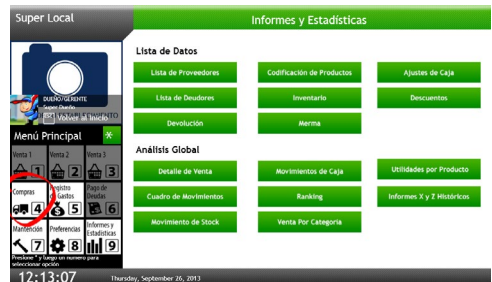 Super Local
Informes y Estadísticas
DUEÑO/GERENTE
Super Dueño
Volver al Inicio
Menú Principal *
Venta 1 Venta 2 Venta 3
1 2 3
Compras Registro de Gastos Pago de Deudas
4 5 6
Mantención Preferencias Informes y Estadísticas
7 8 9
Presione * y luego un numero para
seleccionar opción
12:13:07
Thursday, September 26, 2013
Lista de Datos
Lista de Proveedores Codificación de Productos Ajustes de Caja
Lista de Deudores Inventario Descuentos
Devolución Merma
Análisis Global
Detalle de Venta Movimientos de Caja Utilidades por Producto
Cuadro de Movimientos Ranking Informes X y Z Históricos
Movimiento de Stock Venta Por Categoría